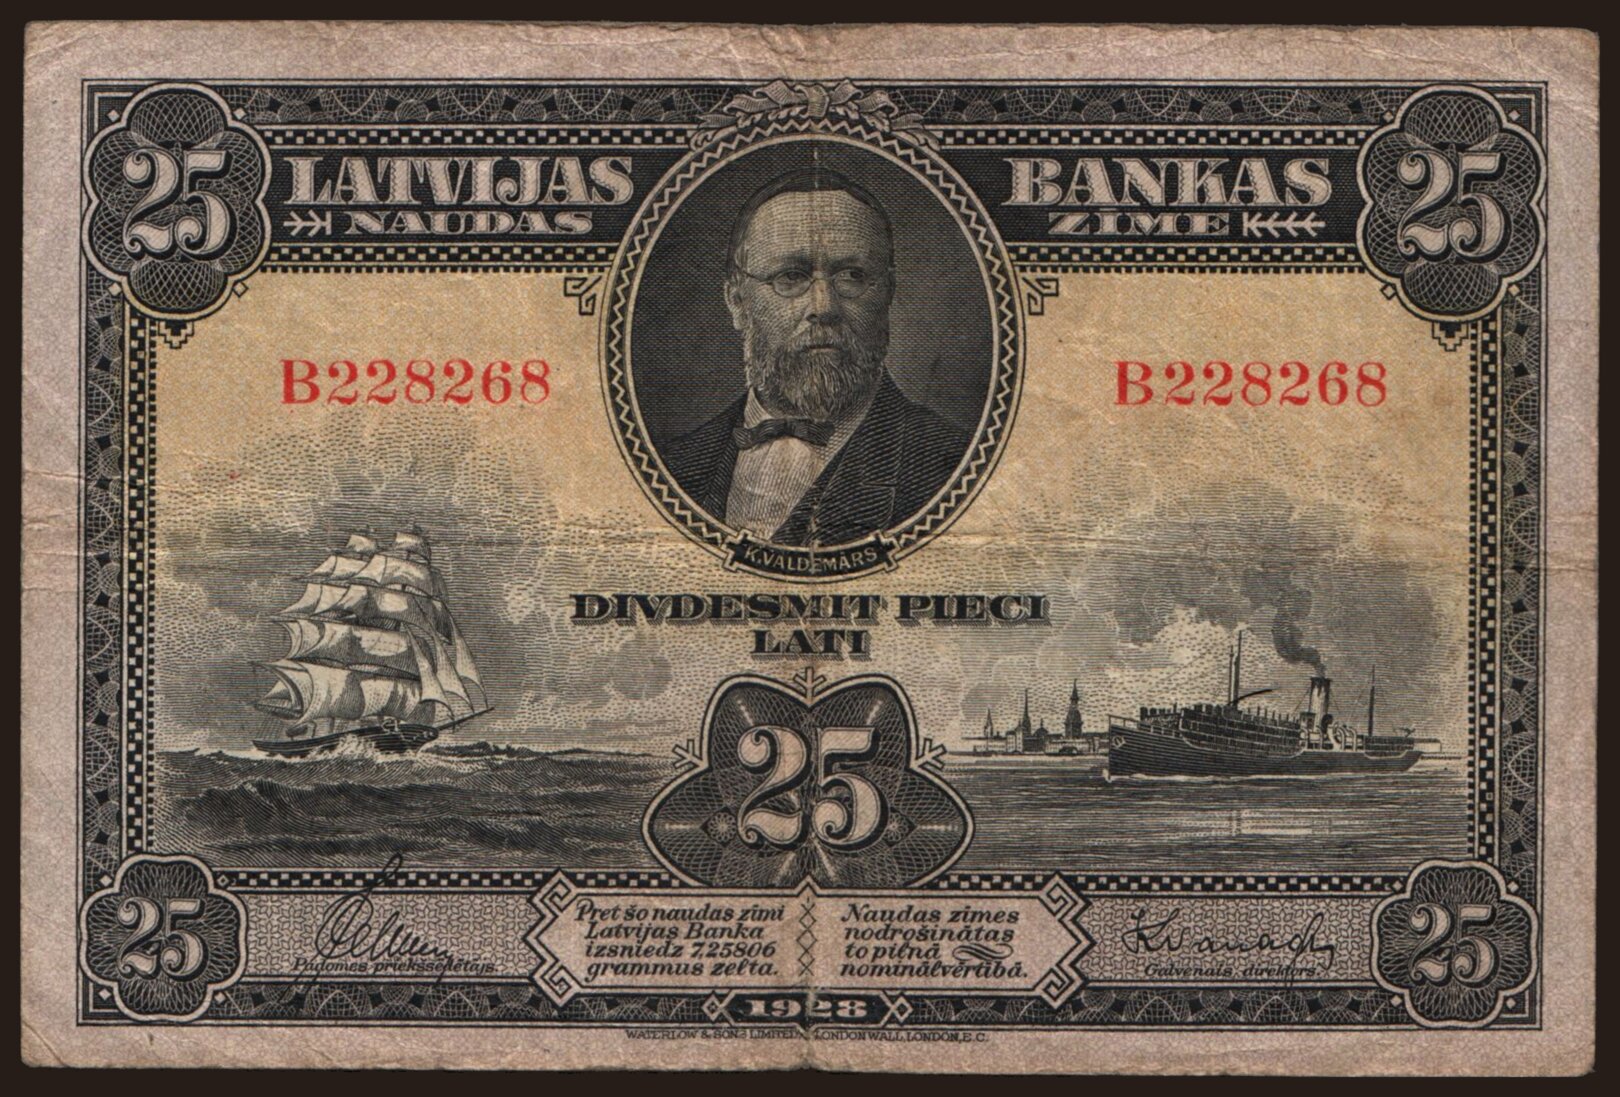 25 LATVIJAS BANKAS 25
NAUDAS ZIME
B228268 B228268
K.VALDEMĀRS
DIVDESMIT PIECI
LATI
25
25 25
Pret šo naudas zīmi
Latvijas Banka
izsniedz 7,25806
grammus zelta.
Naudas zīmes
nodrošinātas
to pilnā
nominālvērtībā.
Padomes priekšsēdētājs.
Galvenais direktors.
1928
WATERLOW & SONS LIMITED, LONDON WALL, LONDON, E.C.